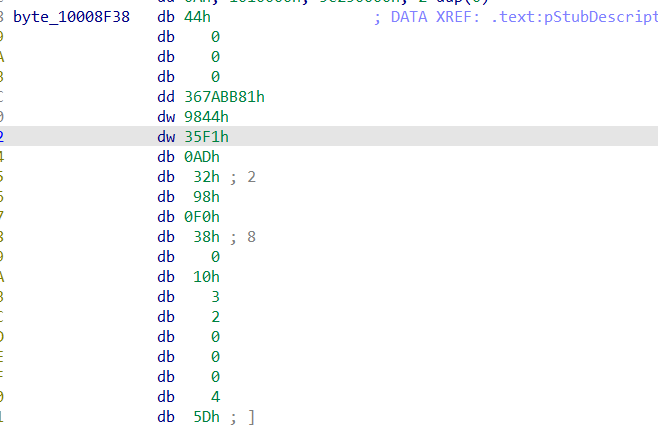 byte_10008F38 db 44h ; DATA XREF: .text:pStubDescript
9 db 0
A db 0
B db 0
C dd 367ABB81h
0 dw 9844h
2 dw 35F1h
4 db 0ADh
5 db 32h ; 2
6 db 98h
7 db 0F0h
8 db 38h ; 8
9 db 0
A db 10h
B db 3
C db 2
D db 0
E db 0
F db 0
0 db 4
1 db 5Dh ; ]